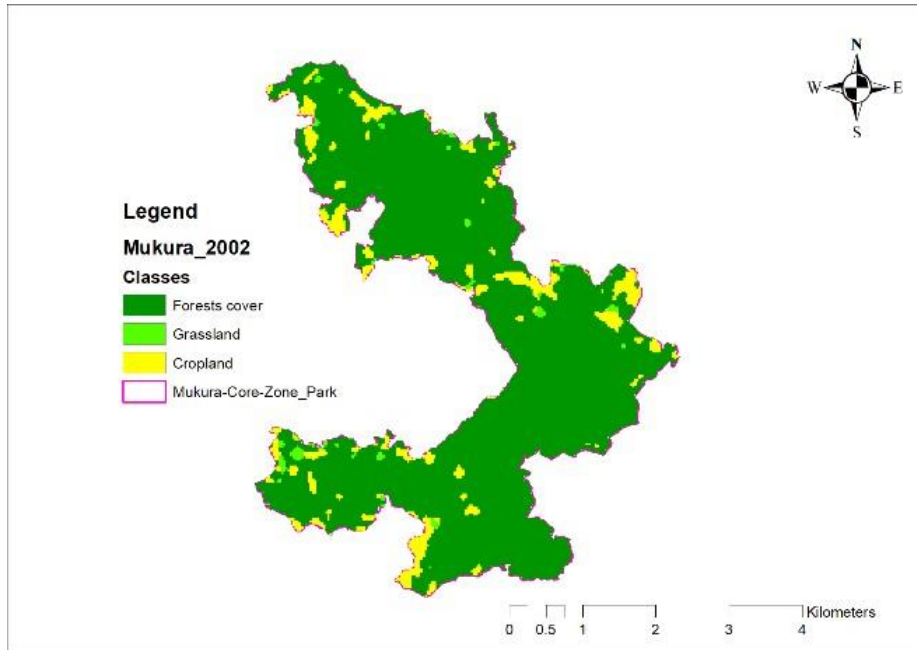 N
W E
S
Legend
Mukura_2002
Classes
Forests cover
Grassland
Cropland
Mukura-Core-Zone_Park
Kilometers
0 0.5 1 2 3 4